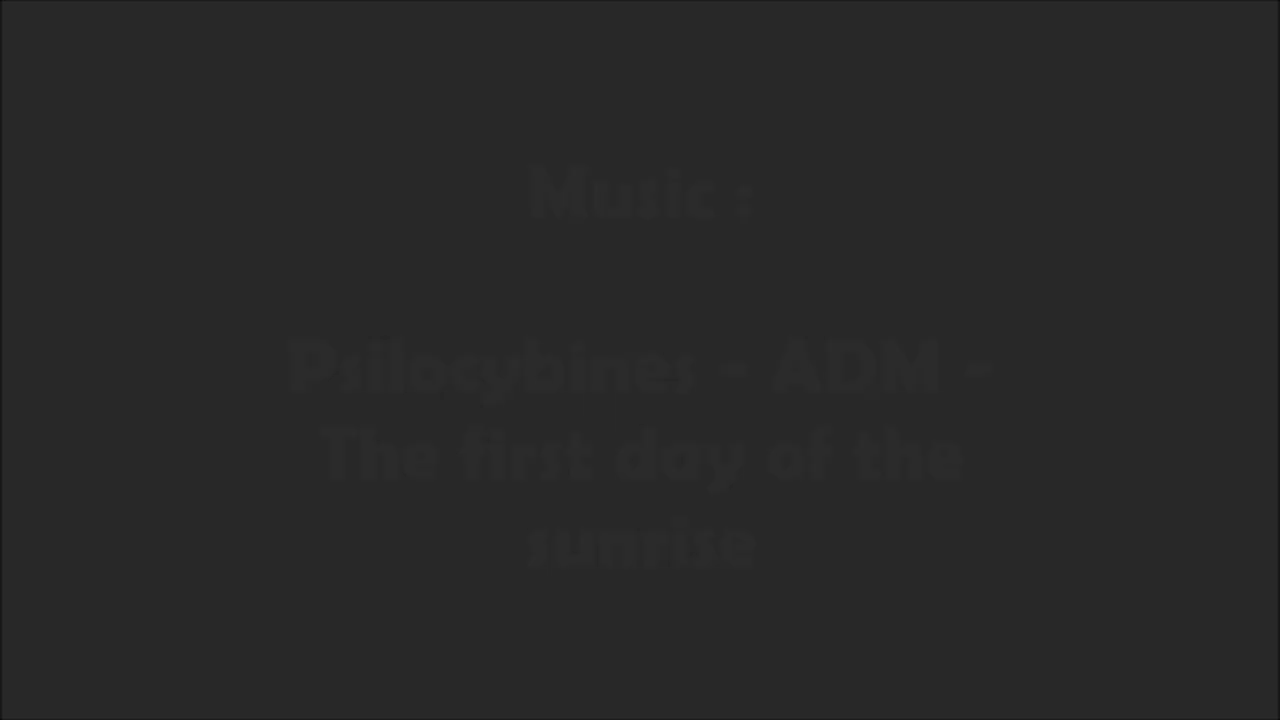 Music :
Psilocybines - ADM -
The first day of the
sunrise